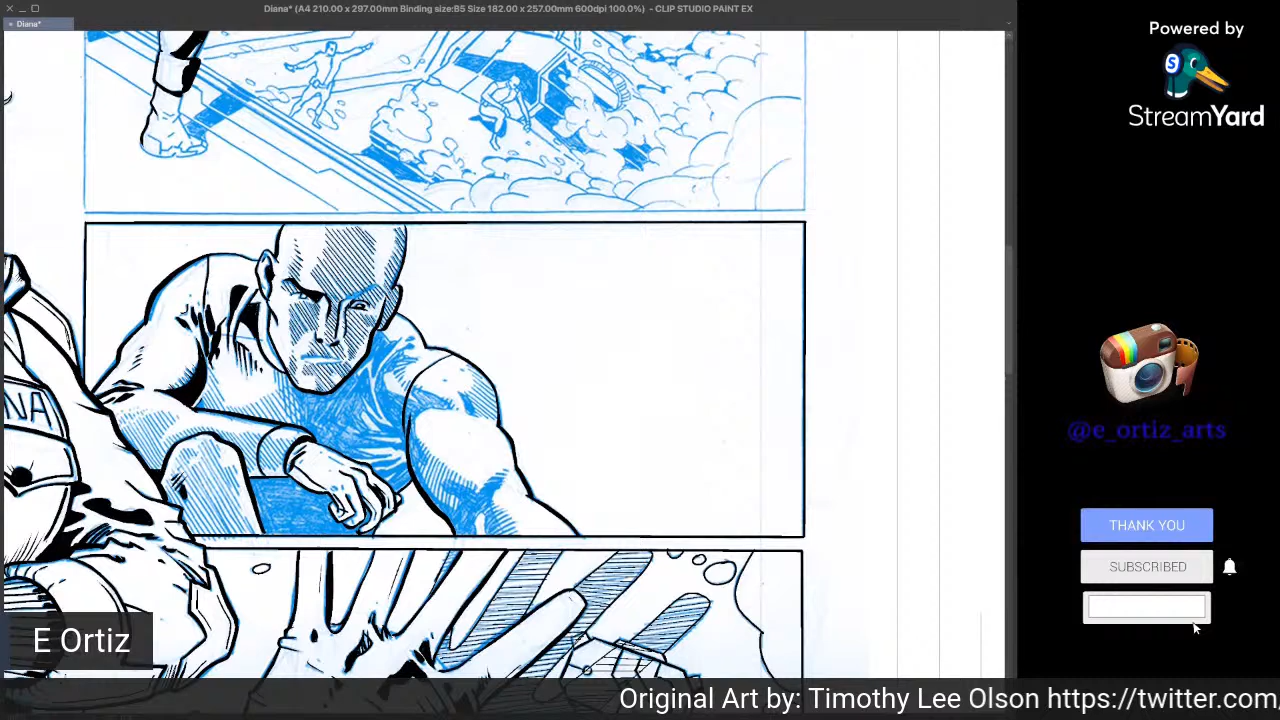 Diana* (A4 210.00 x 297.00mm Binding size:B5 Size 182.00 x 257.00mm 600dpi 100.0%) - CLIP STUDIO PAINT EX
Diana*
Powered by
S
StreamYard
NA
@e_ortiz_arts
THANK YOU
SUBSCRIBED
E Ortiz
Original Art by: Timothy Lee Olson https://twitter.com/